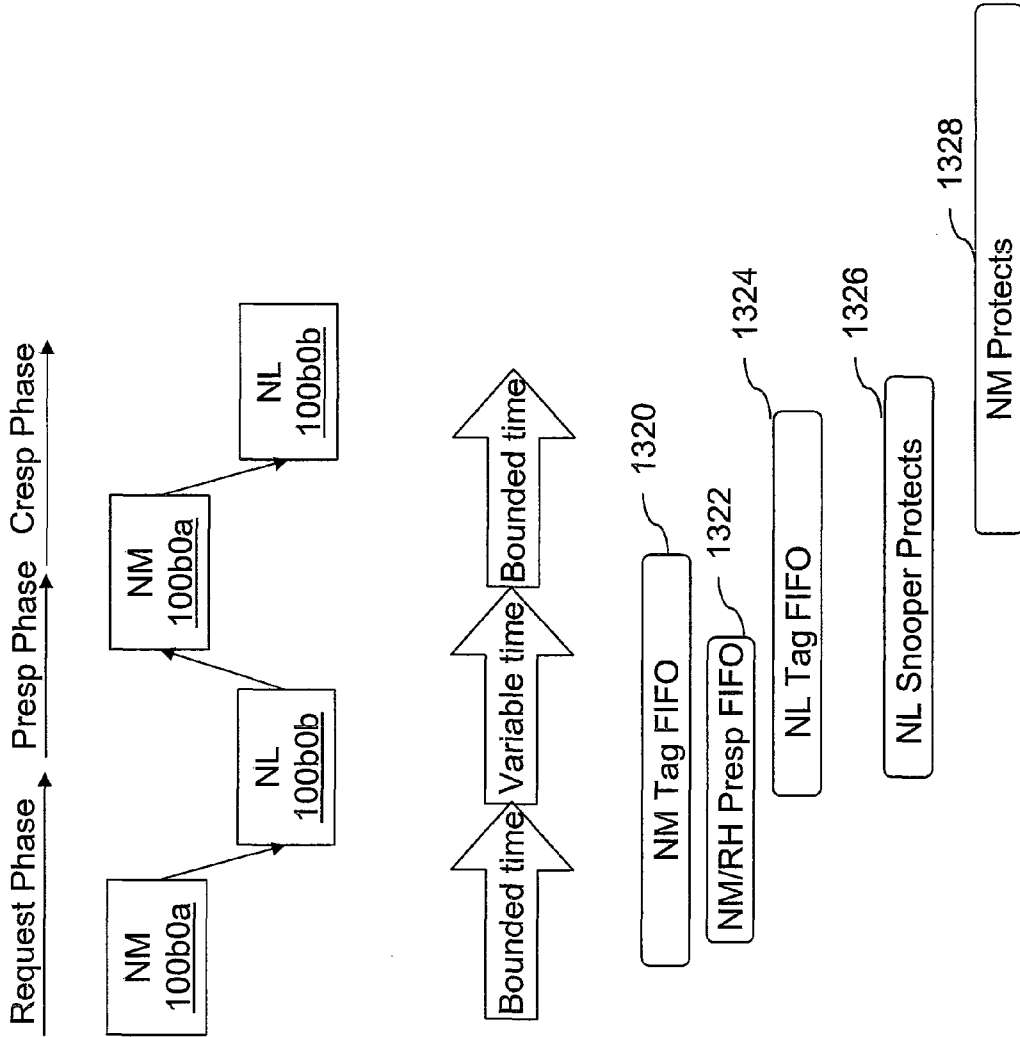 Request Phase
Presp Phase
Cresp Phase
NM
100b0a
NL
100b0b
NM
100b0a
NL
100b0b
Bounded time
Variable time
Bounded time
NM Tag FIFO
1320
NM/RH Presp FIFO
1322
NL Tag FIFO
1324
NL Snooper Protects
1326
NM Protects
1328